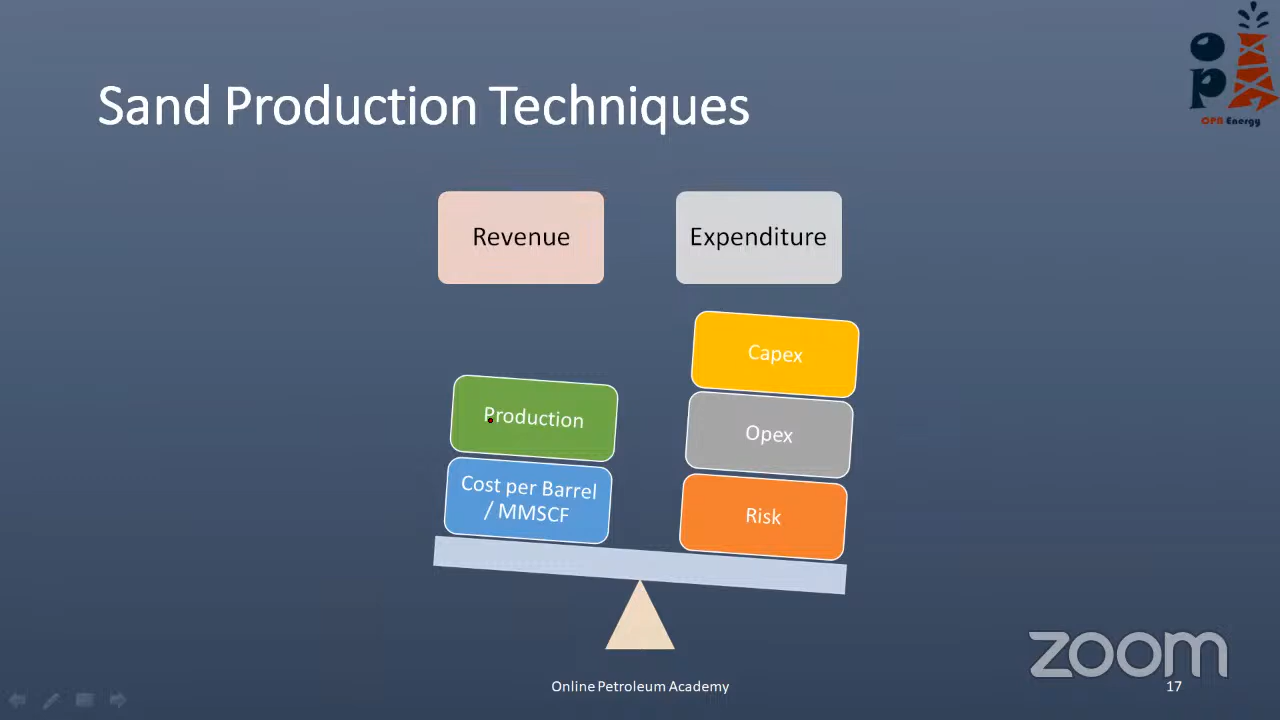 OPA Energy
Sand Production Techniques
Revenue
Expenditure
Capex
Production
Opex
Cost per Barrel
/ MMSCF
Risk
zoom
Online Petroleum Academy
17